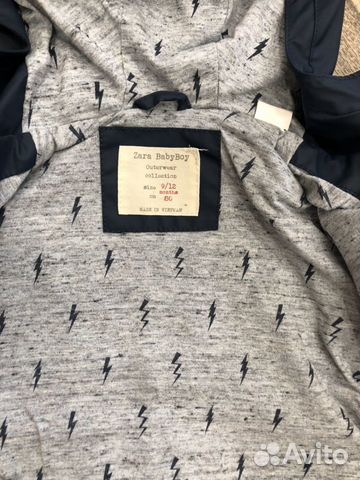 Zara BabyBoy
Outerwear
collection
size 9/12
months
cm 80
MADE IN VIETNAM
Avito